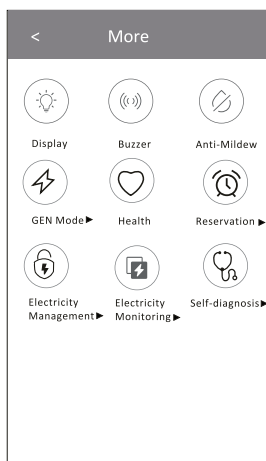 < More
Display Buzzer Anti-Mildew
GEN Mode▶ Health Reservation▶
Electricity Electricity Self-diagnosis▶
Management▶ Monitoring▶